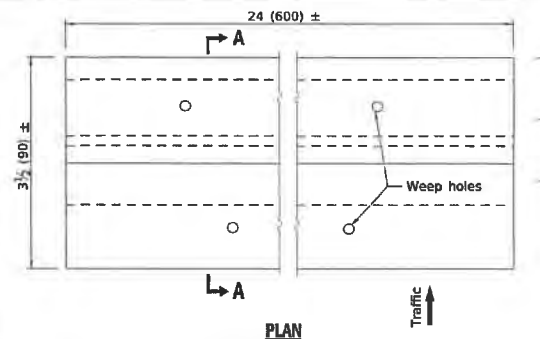 24 (600) ±
A
3½ (90) ±
Weep holes
A
Traffic
PLAN